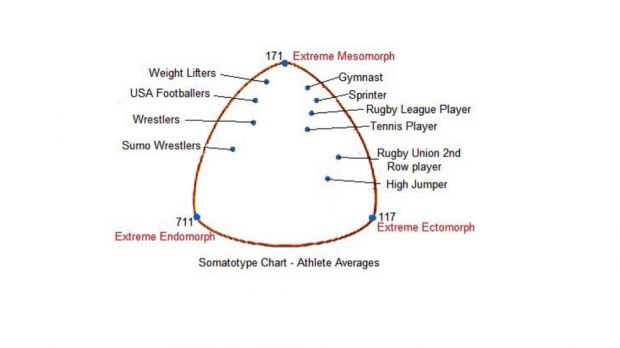 171 Extreme Mesomorph
Weight Lifters
Gymnast
USA Footballers
Sprinter
Rugby League Player
Wrestlers
Tennis Player
Sumo Wrestlers
Rugby Union 2nd
Row player
High Jumper
711
117
Extreme Endomorph
Extreme Ectomorph
Somatotype Chart - Athlete Averages